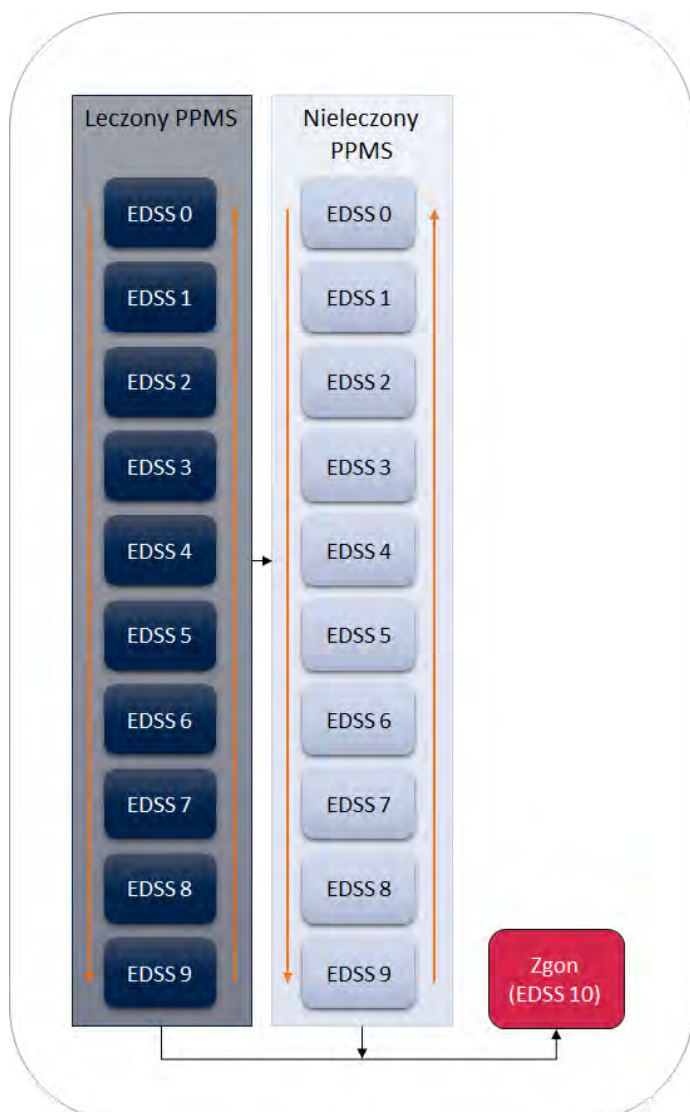 Leczony PPMS
EDSS 0
EDSS 1
EDSS 2
EDSS 3
EDSS 4
EDSS 5
EDSS 6
EDSS 7
EDSS 8
EDSS 9
Nieleczony
PPMS
EDSS 0
EDSS 1
EDSS 2
EDSS 3
EDSS 4
EDSS 5
EDSS 6
EDSS 7
EDSS 8
EDSS 9
Zgon
(EDSS 10)